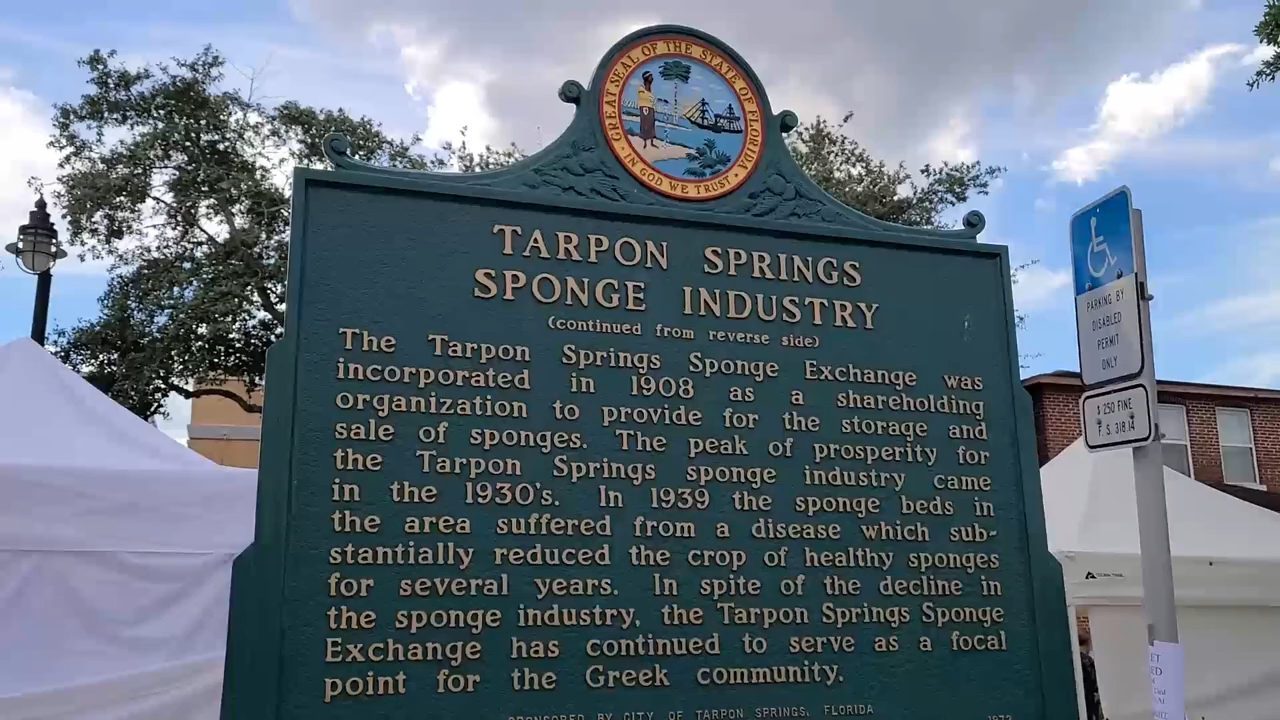 GREAT SEAL OF THE STATE OF FLORIDA
IN GOD WE TRUST
TARPON SPRINGS
SPONGE INDUSTRY
(continued from reverse side)
The Tarpon Springs Sponge Exchange was
incorporated in 1908 as a shareholding
organization to provide for the storage and
sale of sponges. The peak of prosperity for
the Tarpon Springs sponge industry came
in the 1930's. In 1939 the sponge beds in
the area suffered from a disease which sub-
stantially reduced the crop of healthy sponges
for several years. In spite of the decline in
the sponge industry, the Tarpon Springs Sponge
Exchange has continued to serve as a focal
point for the Greek community.
SPONSORED BY CITY OF TARPON SPRINGS, FLORIDA
PARKING BY
DISABLED
PERMIT
ONLY
$250 FINE
F.S. 318.14